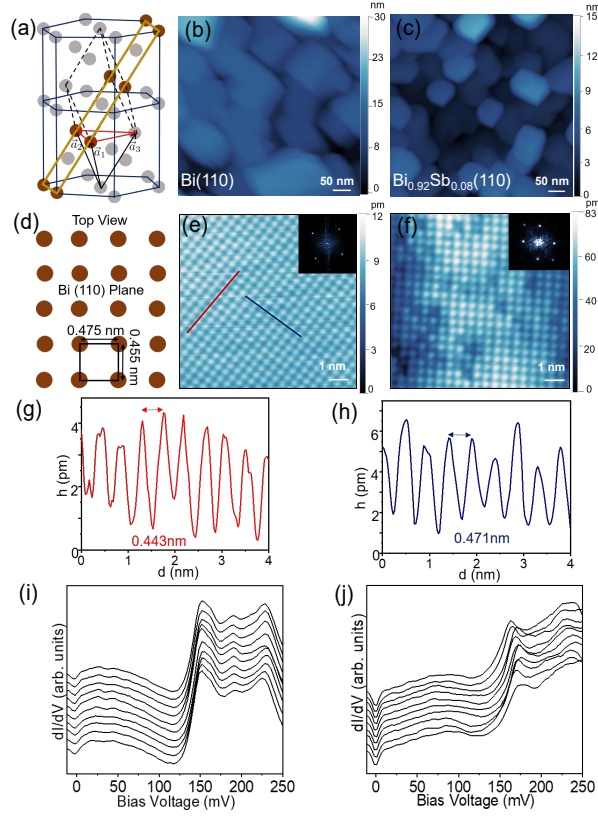 (a)
a⃗2
a⃗1
a⃗3
(b)
Bi(110)
50 nm
nm
30
23
15
9
0
(c)
Bi0.92Sb0.08(110)
50 nm
nm
15
12
9
6
3
0
(d)
Top View
Bi (110) Plane
0.475 nm
0.455 nm
(e)
1 nm
pm
12
9
6
3
0
(f)
1 nm
pm
83
60
40
20
0
(g)
h (pm)
4
2
0
0.443nm
0 1 2 3 4
d (nm)
(h)
h (pm)
6
4
2
0
0.471nm
0 1 2 3 4
d (nm)
(i)
dI/dV (arb. units)
0 50 100 150 200 250
Bias Voltage (mV)
(j)
dI/dV (arb. units)
0 50 100 150 200 250
Bias Voltage (mV)